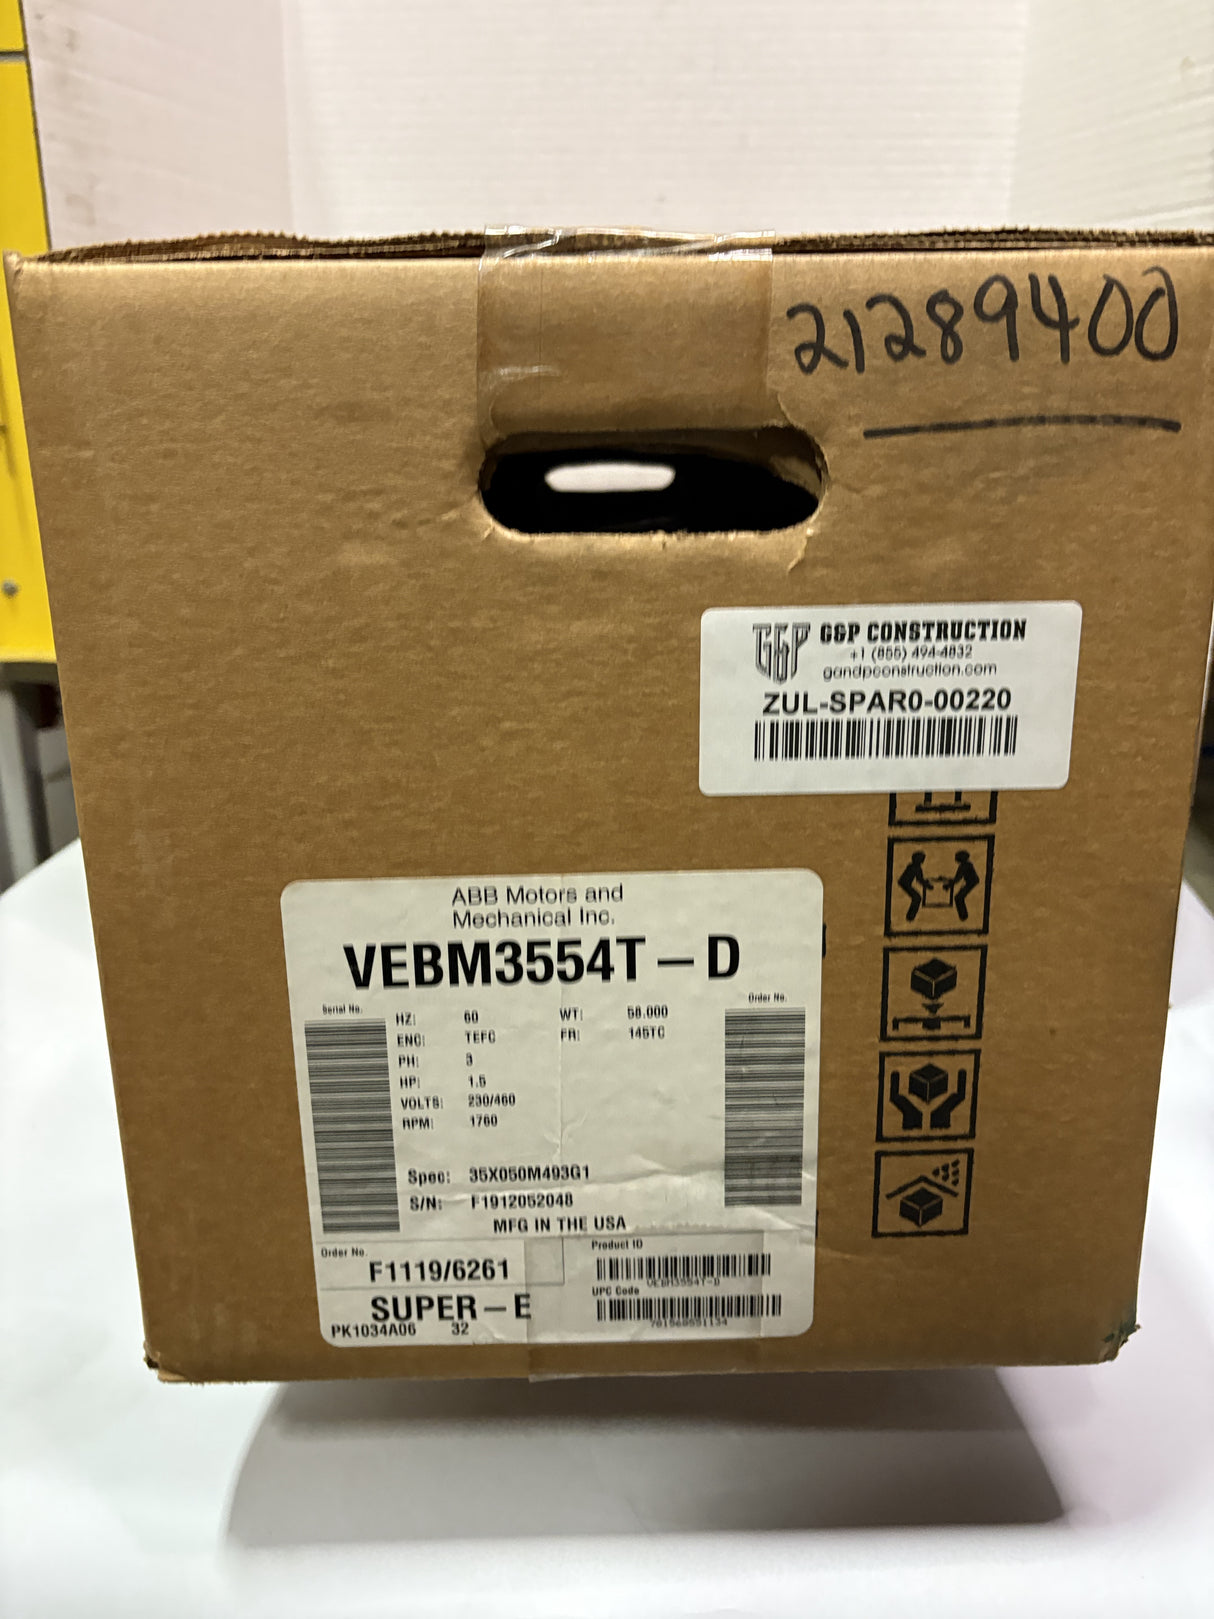 21289400
G&P
G&P CONSTRUCTION
+1 (855) 494-4832
gandpconstruction.com
ZUL-SPAR0-00220
ABB Motors and
Mechanical Inc.
VEBM3554T-D
Serial No.
Order No.
HZ: 60 WT: 58.000
ENC: TEFC FR: 145TC
PH: 3
HP: 1.5
VOLTS: 230/460
RPM: 1760
Spec: 35X050M493G1
S/N: F1912052048
MFG IN THE USA
Order No.
F1119/6261
SUPER-E
PK1034A06 32
Product ID
VEBM3554T-D
UPC Code
781568551134